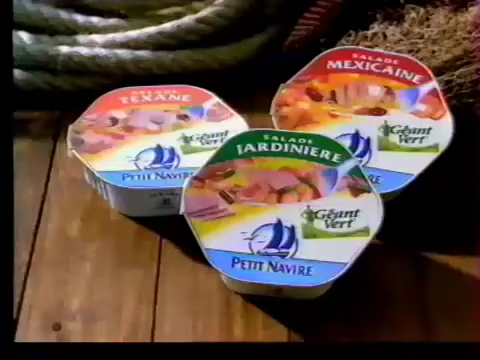 SALADE
TEXANE
Géant
Vert
PETIT NAVIRE
SALADE
MEXICAINE
Géant
Vert
SALADE
JARDINIERE
Géant
Vert
PETIT NAVIRE